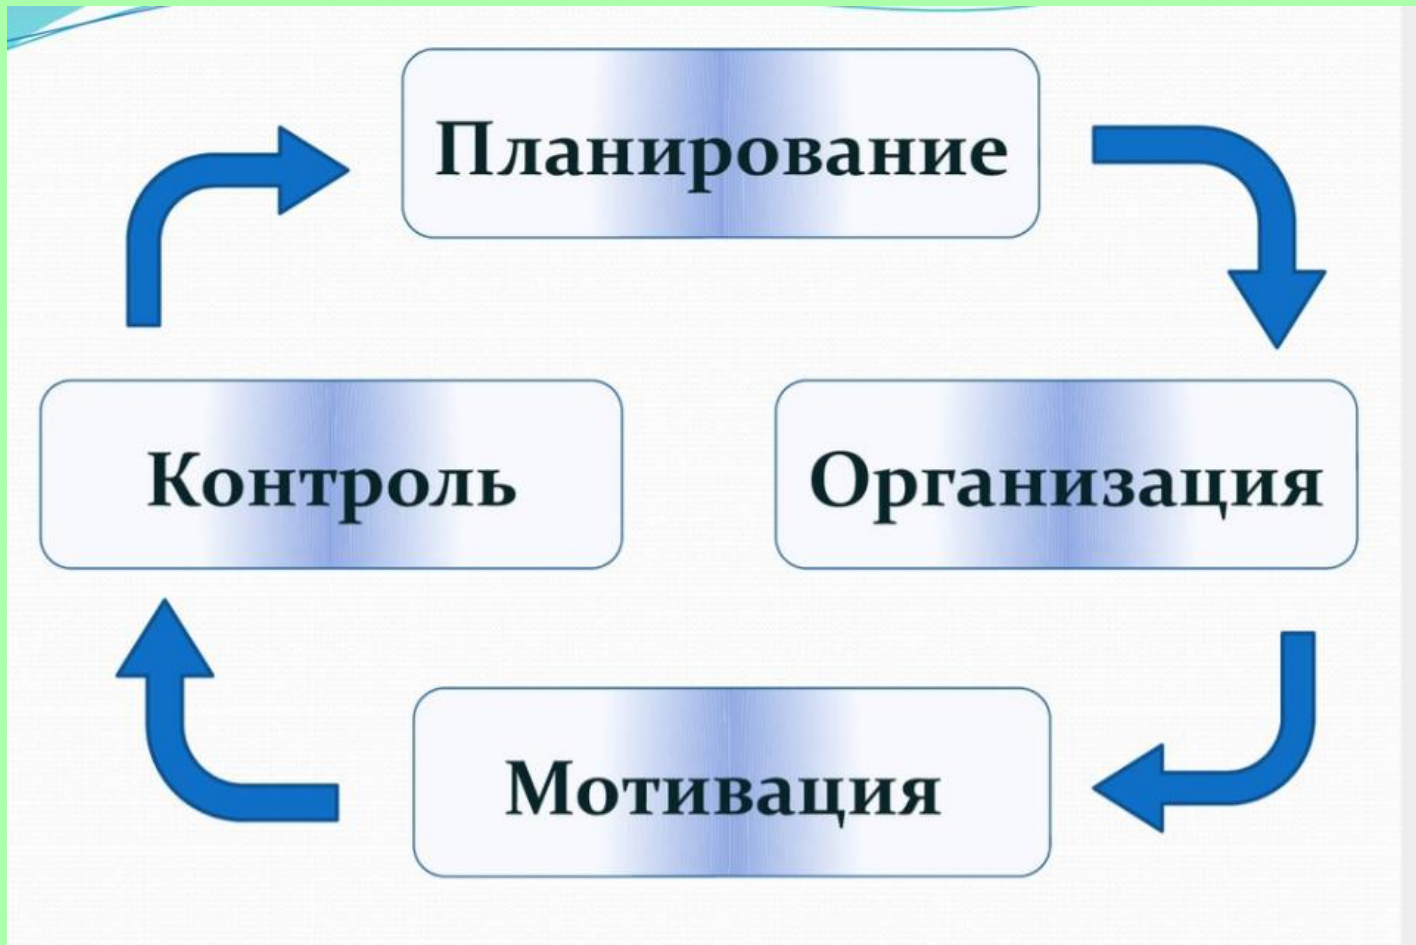 Планирование
Контроль
Организация
Мотивация